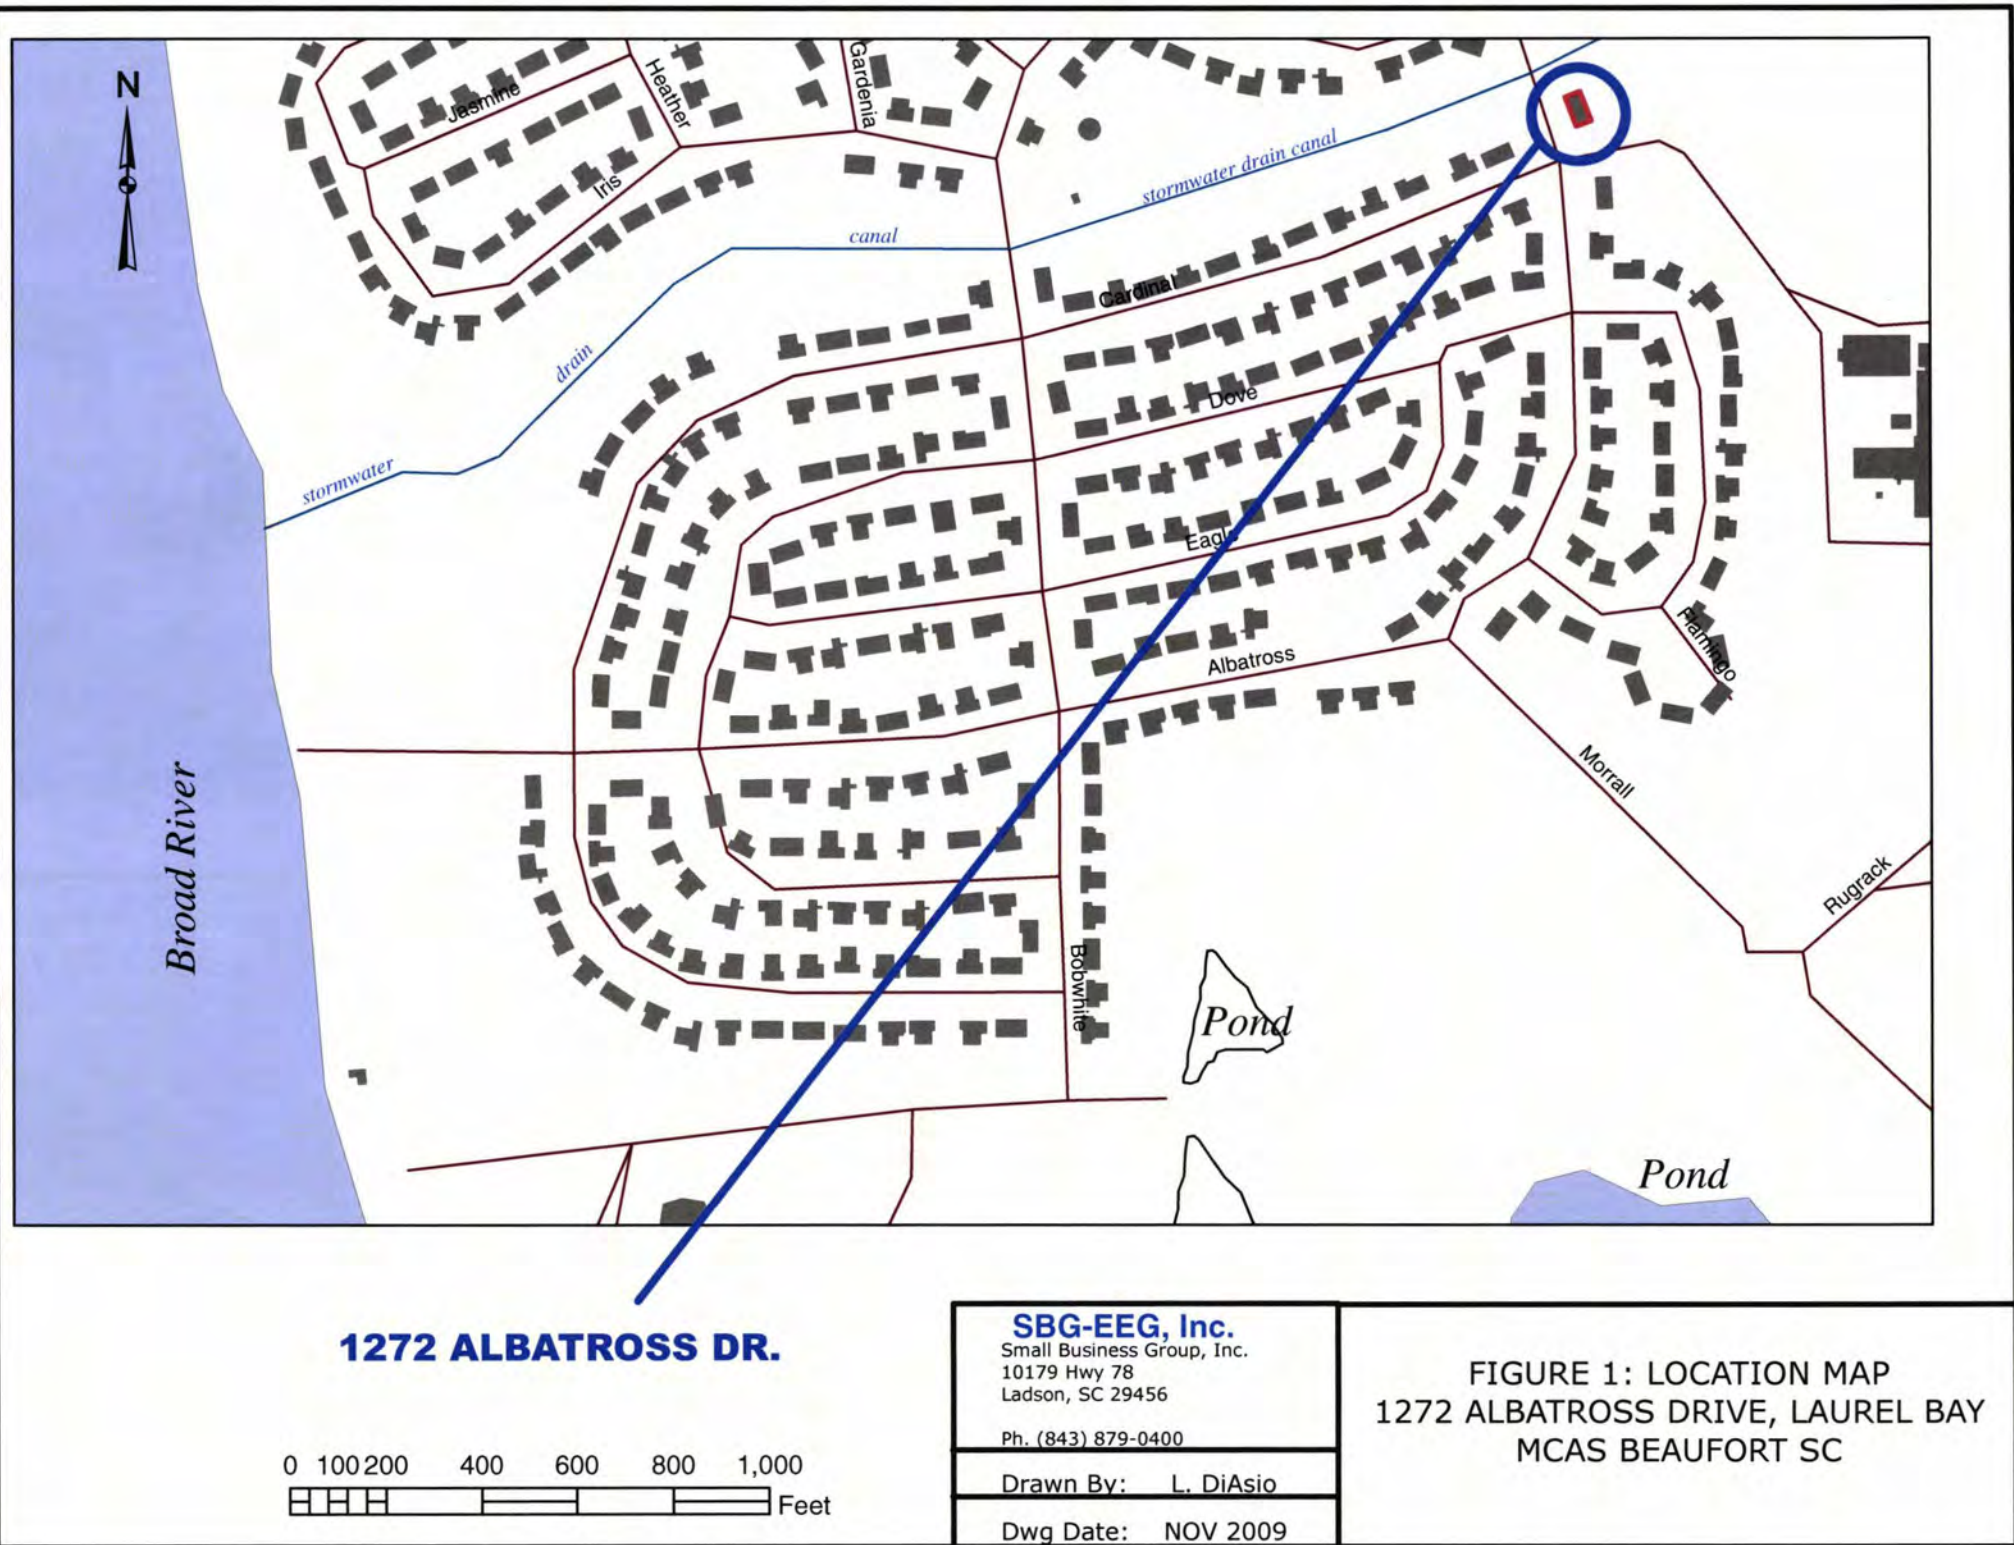 N
Jasmine
Heather
Gardenia
Iris
stormwater drain canal
canal
drain
stormwater
Cardinal
Dove
Eagle
Albatross
Flamingo
Morrall
Rugrack
Bobwhite
Broad River
Pond
Pond
1272 ALBATROSS DR.
0 100 200 400 600 800 1,000
Feet
SBG-EEG, Inc.
Small Business Group, Inc.
10179 Hwy 78
Ladson, SC 29456
Ph. (843) 879-0400
Drawn By: L. DiAsio
Dwg Date: NOV 2009
FIGURE 1: LOCATION MAP
1272 ALBATROSS DRIVE, LAUREL BAY
MCAS BEAUFORT SC